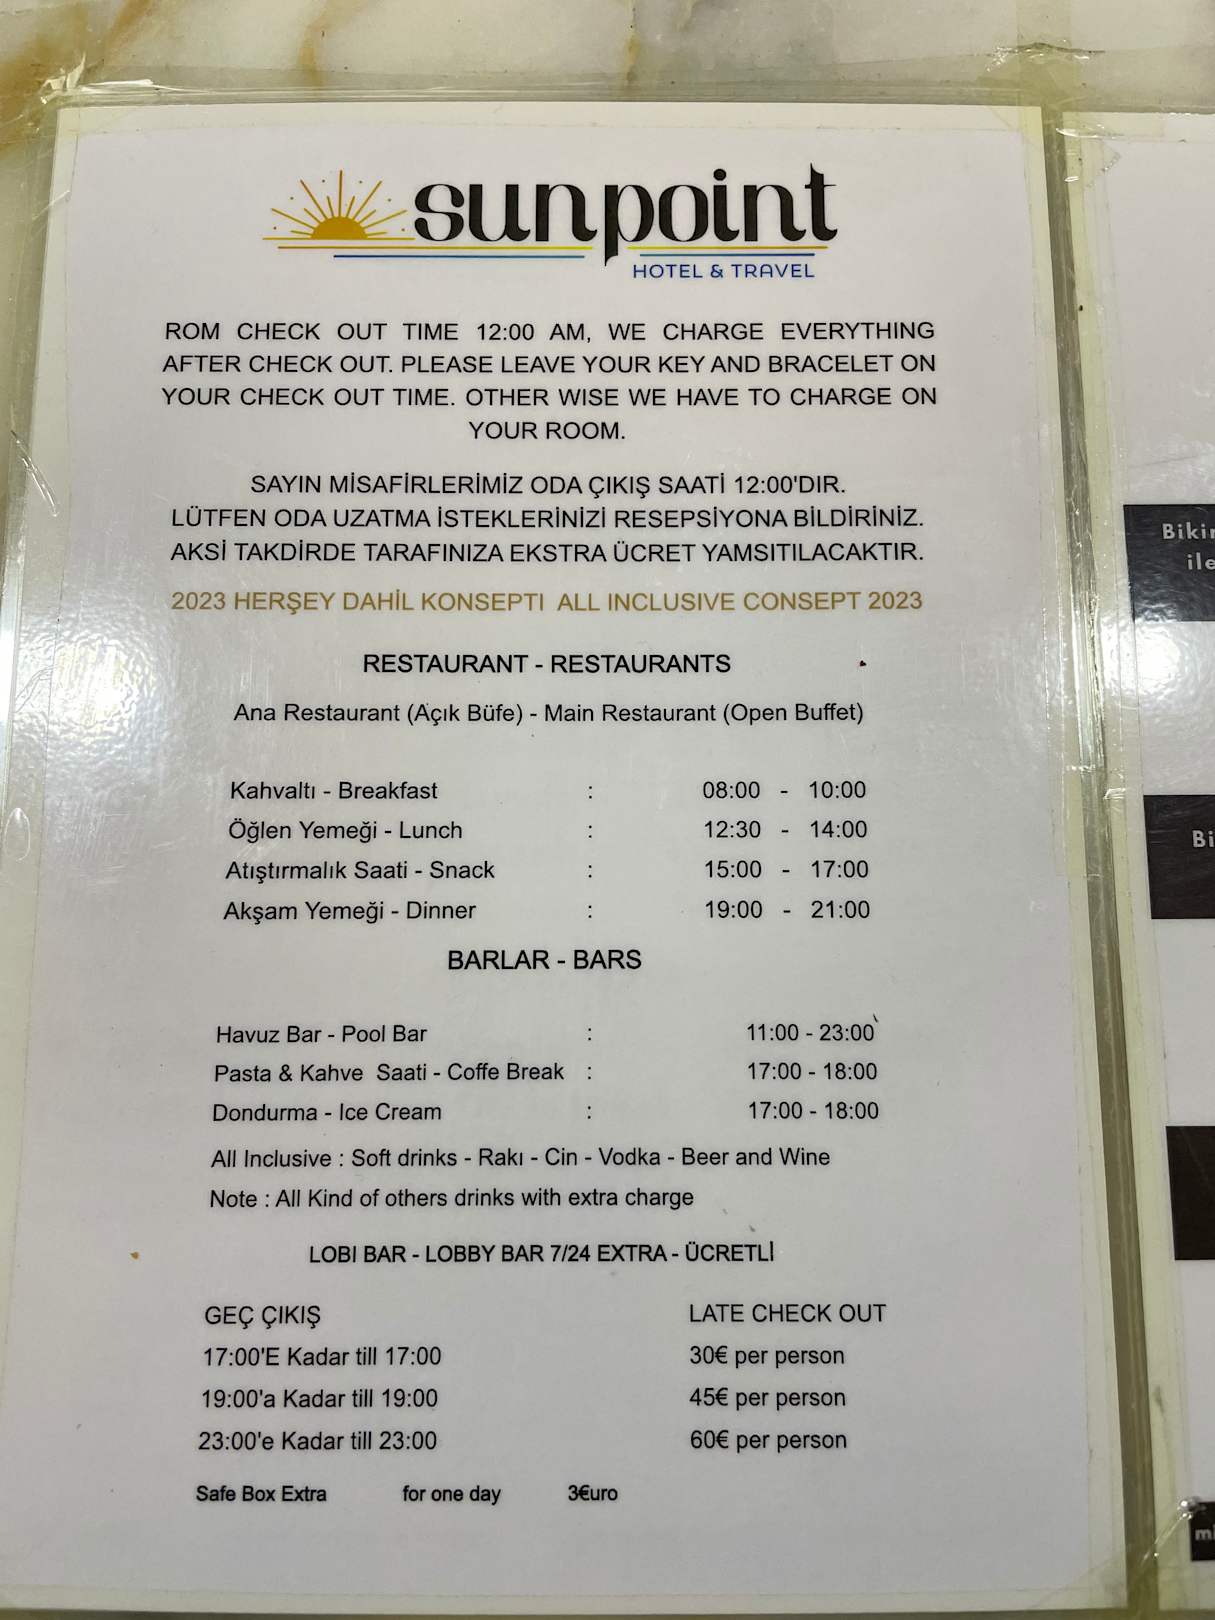 sunpoint
HOTEL & TRAVEL
ROM CHECK OUT TIME 12:00 AM, WE CHARGE EVERYTHING
AFTER CHECK OUT. PLEASE LEAVE YOUR KEY AND BRACELET ON
YOUR CHECK OUT TIME. OTHER WISE WE HAVE TO CHARGE ON
YOUR ROOM.
SAYIN MİSAFİRLERİMİZ ODA ÇIKIŞ SAATİ 12:00'DIR.
LÜTFEN ODA UZATMA İSTEKLERİNİZİ RESEPSİYONA BİLDİRİNİZ.
AKSİ TAKDİRDE TARAFINIZA EKSTRA ÜCRET YAMSITILACAKTIR.
2023 HERŞEY DAHİL KONSEPTI ALL INCLUSIVE CONSEPT 2023
RESTAURANT - RESTAURANTS
Ana Restaurant (Açık Büfe) - Main Restaurant (Open Buffet)
Kahvaltı - Breakfast : 08:00 - 10:00
Öğlen Yemeği - Lunch : 12:30 - 14:00
Atıştırmalık Saati - Snack : 15:00 - 17:00
Akşam Yemeği - Dinner : 19:00 - 21:00
BARLAR - BARS
Havuz Bar - Pool Bar : 11:00 - 23:00
Pasta & Kahve Saati - Coffe Break : 17:00 - 18:00
Dondurma - Ice Cream : 17:00 - 18:00
All Inclusive : Soft drinks - Rakı - Cin - Vodka - Beer and Wine
Note : All Kind of others drinks with extra charge
LOBI BAR - LOBBY BAR 7/24 EXTRA - ÜCRETLİ
GEÇ ÇIKIŞ LATE CHECK OUT
17:00'E Kadar till 17:00 30€ per person
19:00'a Kadar till 19:00 45€ per person
23:00'e Kadar till 23:00 60€ per person
Safe Box Extra for one day 3€uro
ile